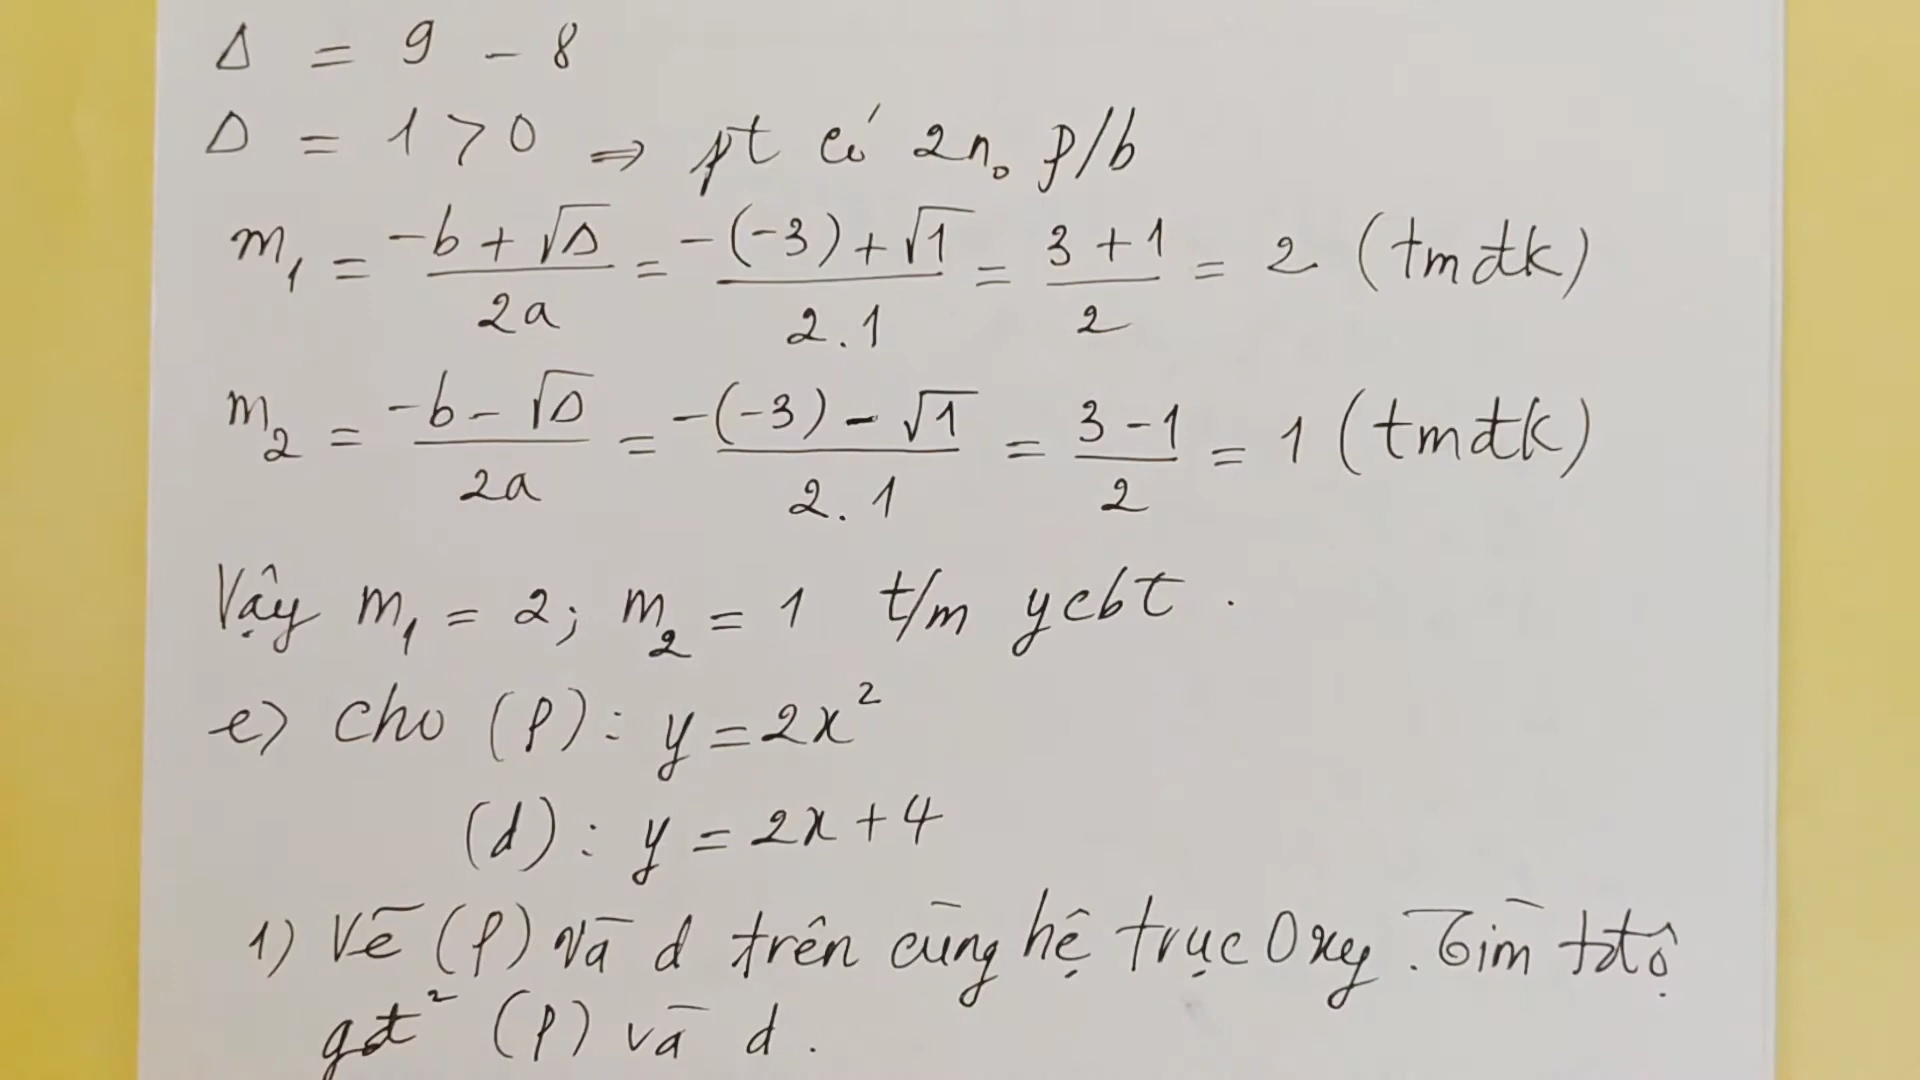 Δ = 9 - 8
Δ = 1 > 0 ⇒ pt có 2n₀ p/b
m₁ = (-b + √Δ)/2a = (-(-3) + √1)/2.1 = (3 + 1)/2 = 2 (tmđk)
m₂ = (-b - √Δ)/2a = (-(-3) - √1)/2.1 = (3 - 1)/2 = 1 (tmđk)
Vậy m₁ = 2; m₂ = 1 t/m ycbt.
e) cho (P): y = 2x²
(d): y = 2x + 4
1) Vẽ (P) và d trên cùng hệ trục Oxy. Tìm tđộ
gđ² (P) và d.